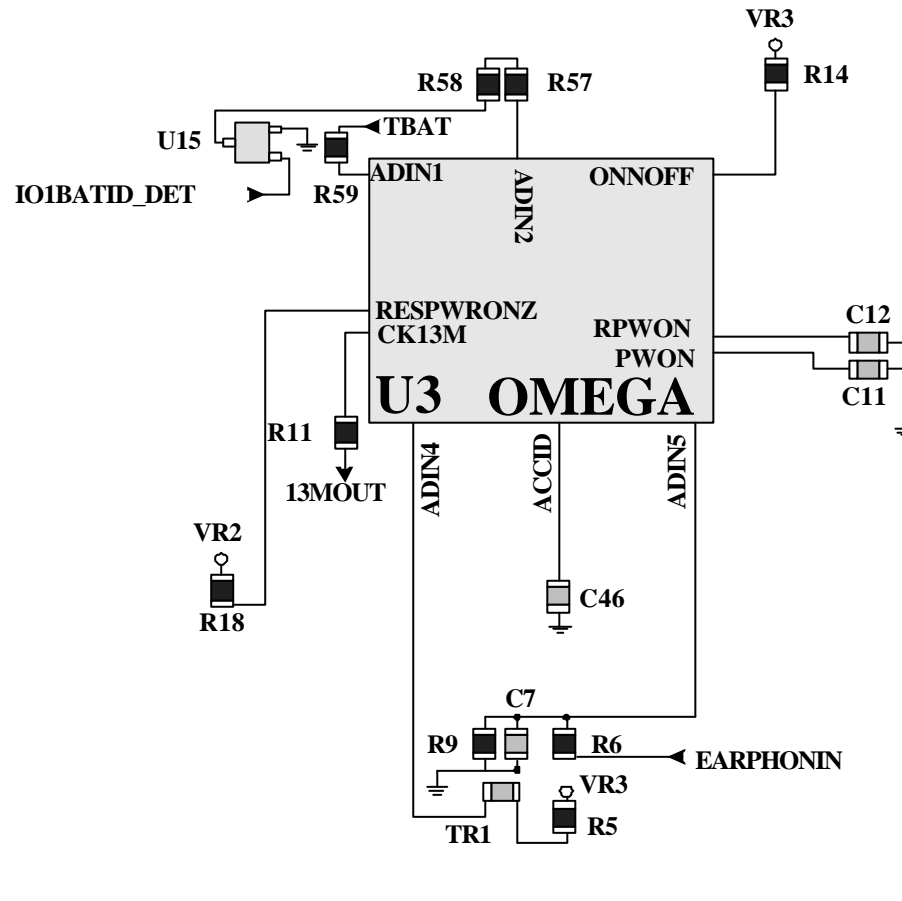 VR3
R14
R58
R57
TBAT
U15
IO1BATID_DET
R59
ADIN1
ADIN2
ONNOFF
RESPWRONZ
CK13M
RPWON
PWON
C12
C11
U3 OMEGA
R11
13MOUT
ADIN4
ACCID
ADIN5
VR2
R18
C46
C7
R9
R6
EARPHONIN
VR3
TR1
R5